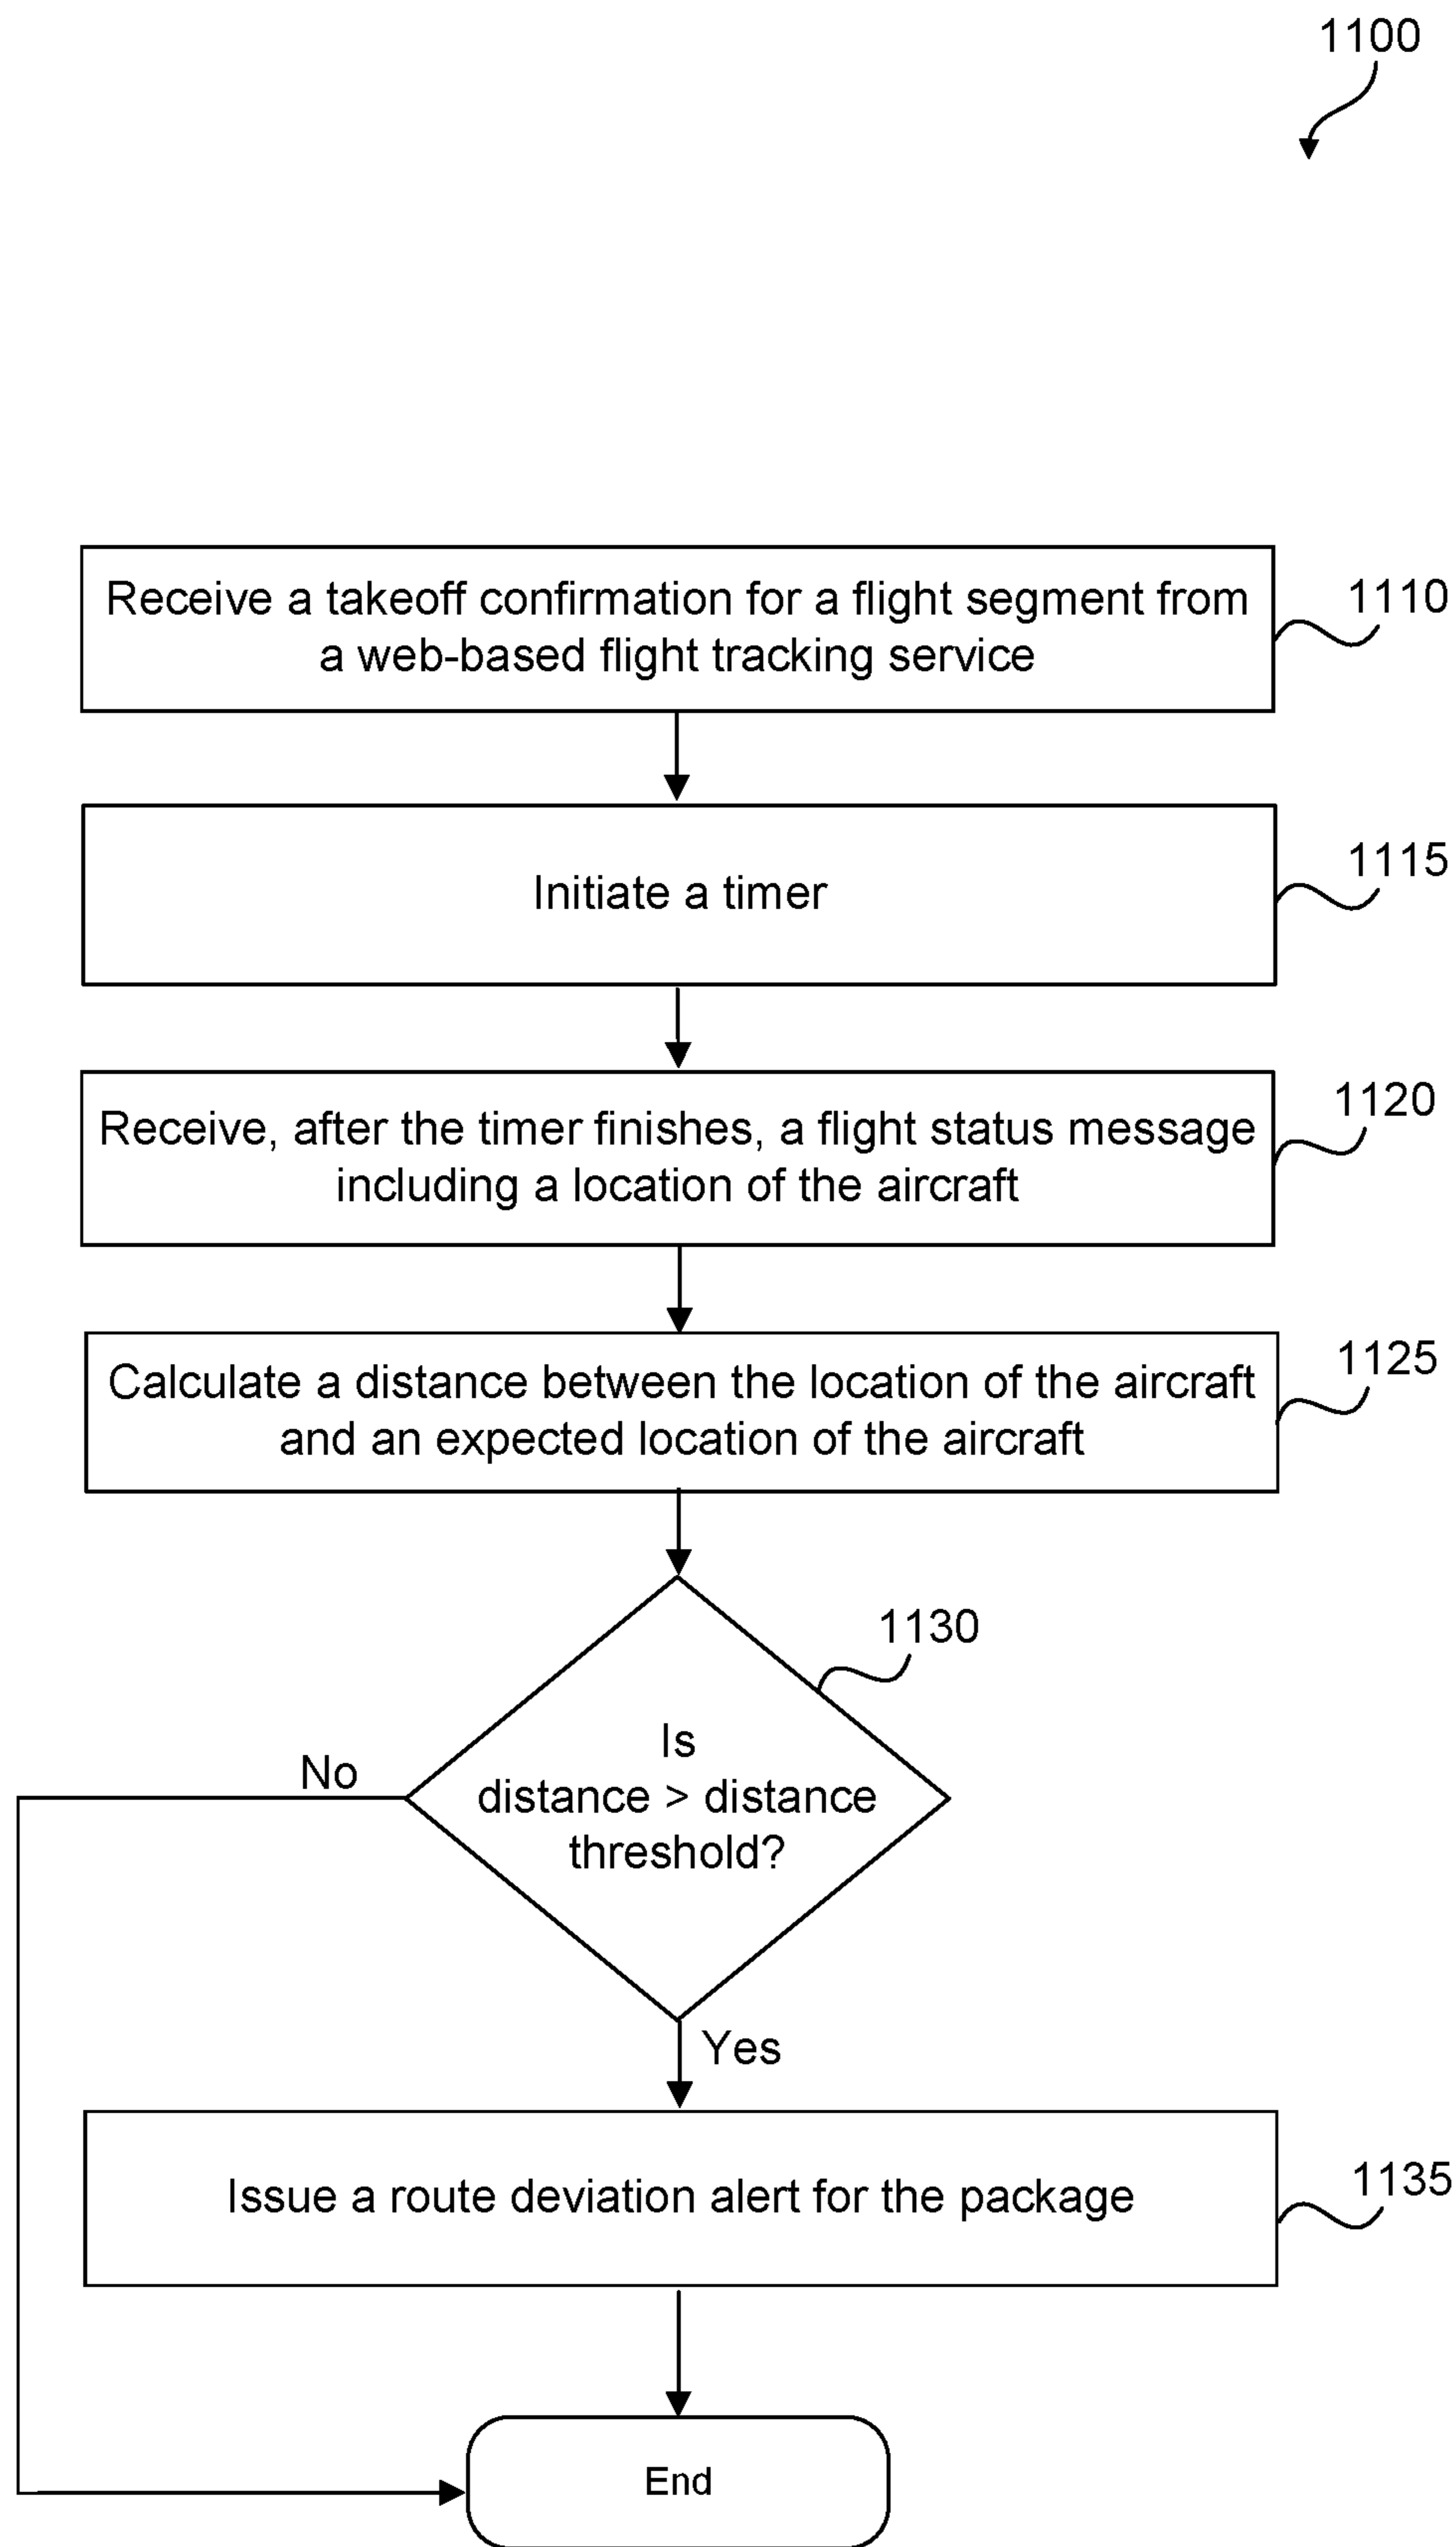 1100
Receive a takeoff confirmation for a flight segment from
a web-based flight tracking service
1110
Initiate a timer
1115
Receive, after the timer finishes, a flight status message
including a location of the aircraft
1120
Calculate a distance between the location of the aircraft
and an expected location of the aircraft
1125
1130
Is
distance > distance
threshold?
No
Yes
Issue a route deviation alert for the package
1135
End